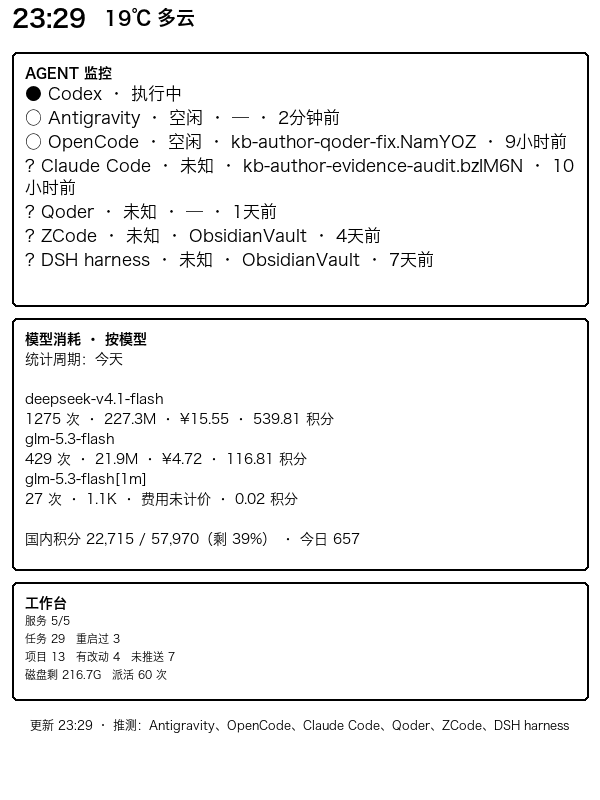 23:29 19℃ 多云
AGENT 监控
● Codex · 执行中
○ Antigravity · 空闲 · — · 2分钟前
○ OpenCode · 空闲 · kb-author-qoder-fix.NamYOZ · 9小时前
? Claude Code · 未知 · kb-author-evidence-audit.bzlM6N · 10
小时前
? Qoder · 未知 · — · 1天前
? ZCode · 未知 · ObsidianVault · 4天前
? DSH harness · 未知 · ObsidianVault · 7天前
模型消耗 · 按模型
统计周期: 今天
deepseek-v4.1-flash
1275 次 · 227.3M · ¥15.55 · 539.81 积分
glm-5.3-flash
429 次 · 21.9M · ¥4.72 · 116.81 积分
glm-5.3-flash[1m]
27 次 · 1.1K · 费用未计价 · 0.02 积分
国内积分 22,715 / 57,970（剩 39%） · 今日 657
工作台
服务 5/5
任务 29 重启过 3
项目 13 有改动 4 未推送 7
磁盘剩 216.7G 派活 60 次
更新 23:29 · 推测: Antigravity、OpenCode、Claude Code、Qoder、ZCode、DSH harness